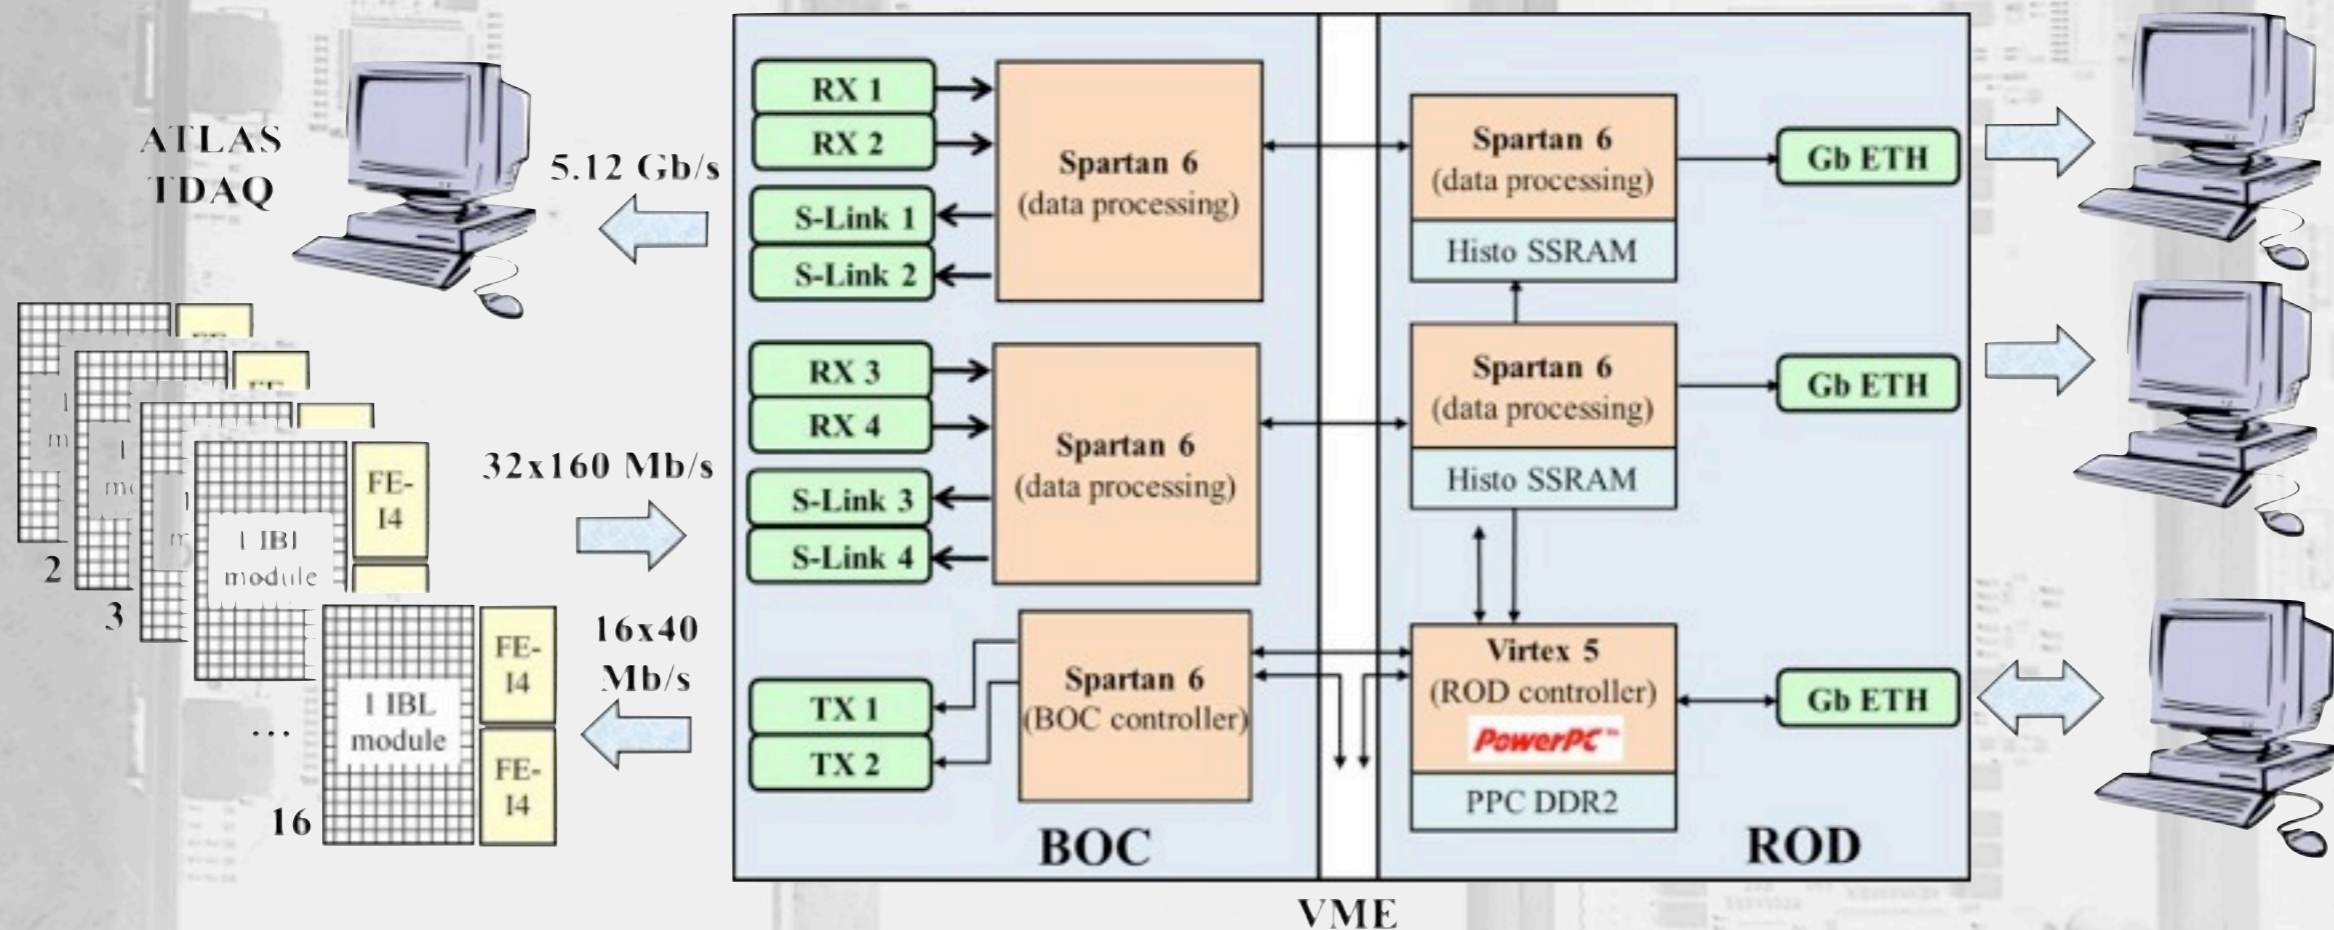 ATLAS
TDAQ
5.12 Gb/s
32x160 Mb/s
16x40
Mb/s
2
3
16
...
FE-
I4
module
1 IBL
module
FE-
I4
FE-
I4
RX 1
RX 2
S-Link 1
S-Link 2
Spartan 6
(data processing)
RX 3
RX 4
S-Link 3
S-Link 4
Spartan 6
(data processing)
TX 1
TX 2
Spartan 6
(BOC controller)
BOC
Spartan 6
(data processing)
Histo SSRAM
Gb ETH
Spartan 6
(data processing)
Histo SSRAM
Gb ETH
Virtex 5
(ROD controller)
PowerPC™
PPC DDR2
Gb ETH
ROD
VME